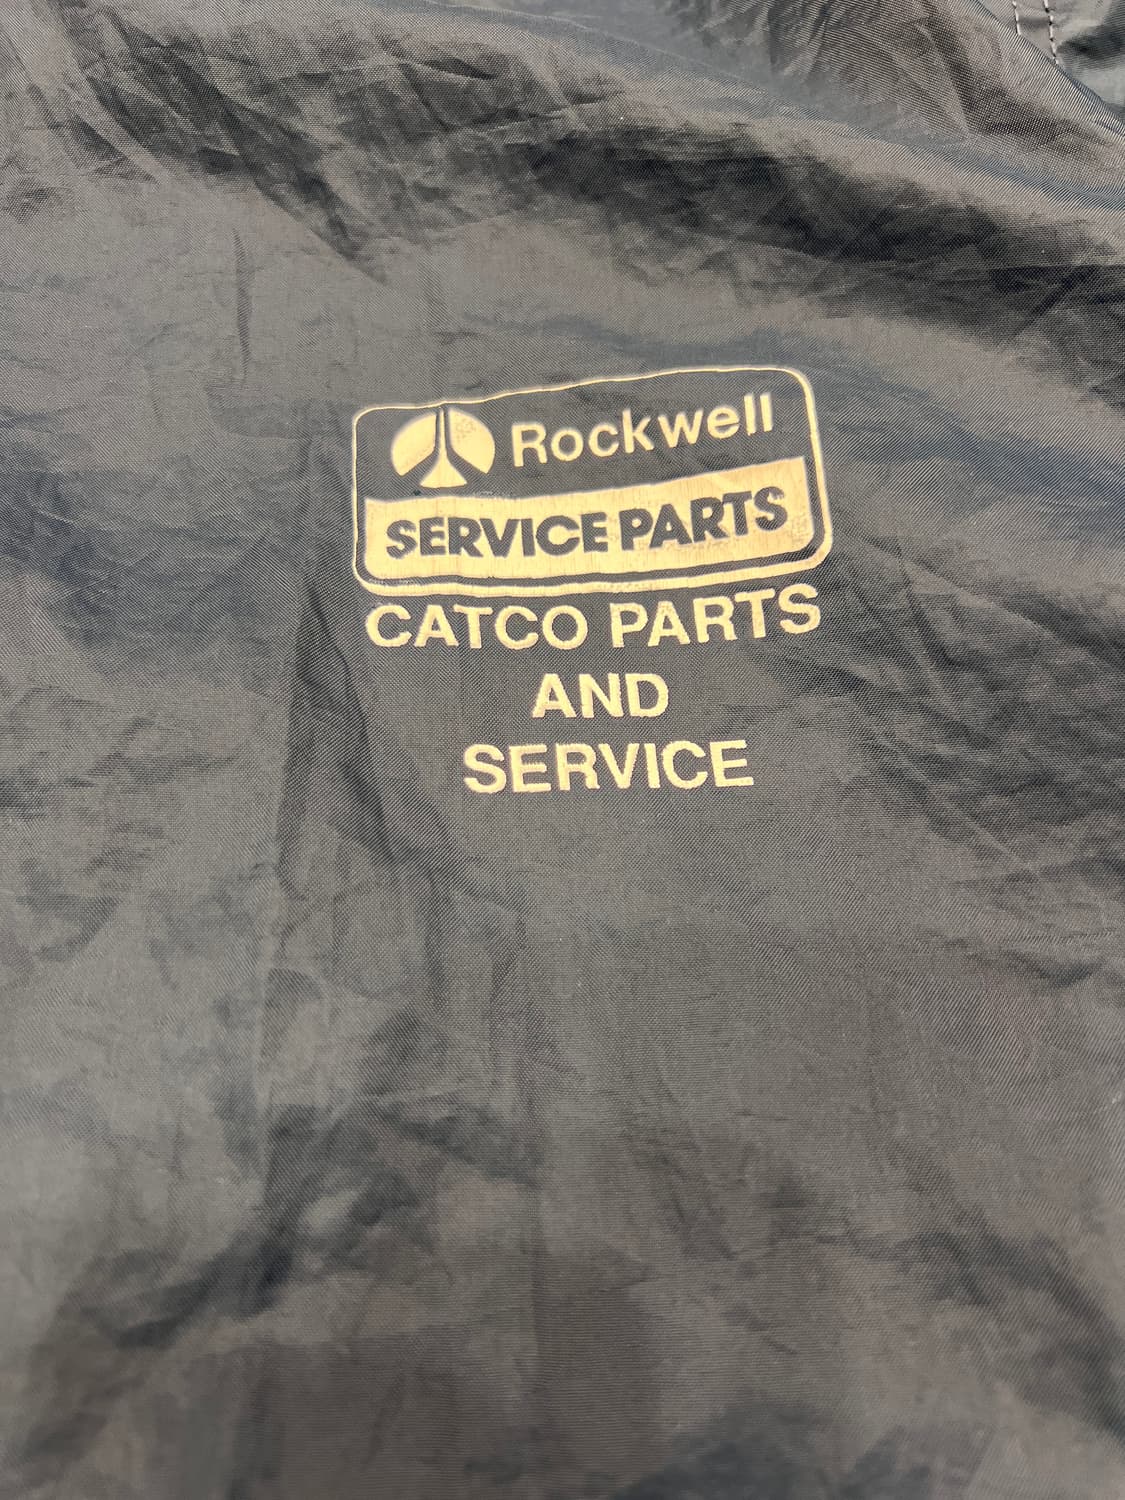 Rockwell
SERVICE PARTS
CATCO PARTS
AND
SERVICE